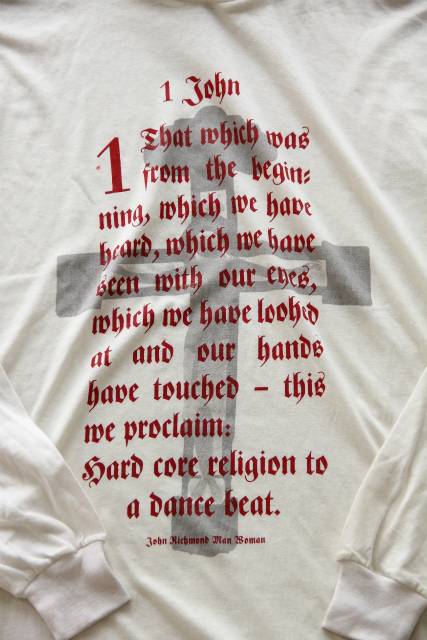 1 John
1 That which was
from the begin=
ning, which we have
heard, which we have
seen with our eyes,
which we have looked
at and our hands
have touched – this
we proclaim:
Hard core religion to
a dance beat.
John Richmond Man Woman